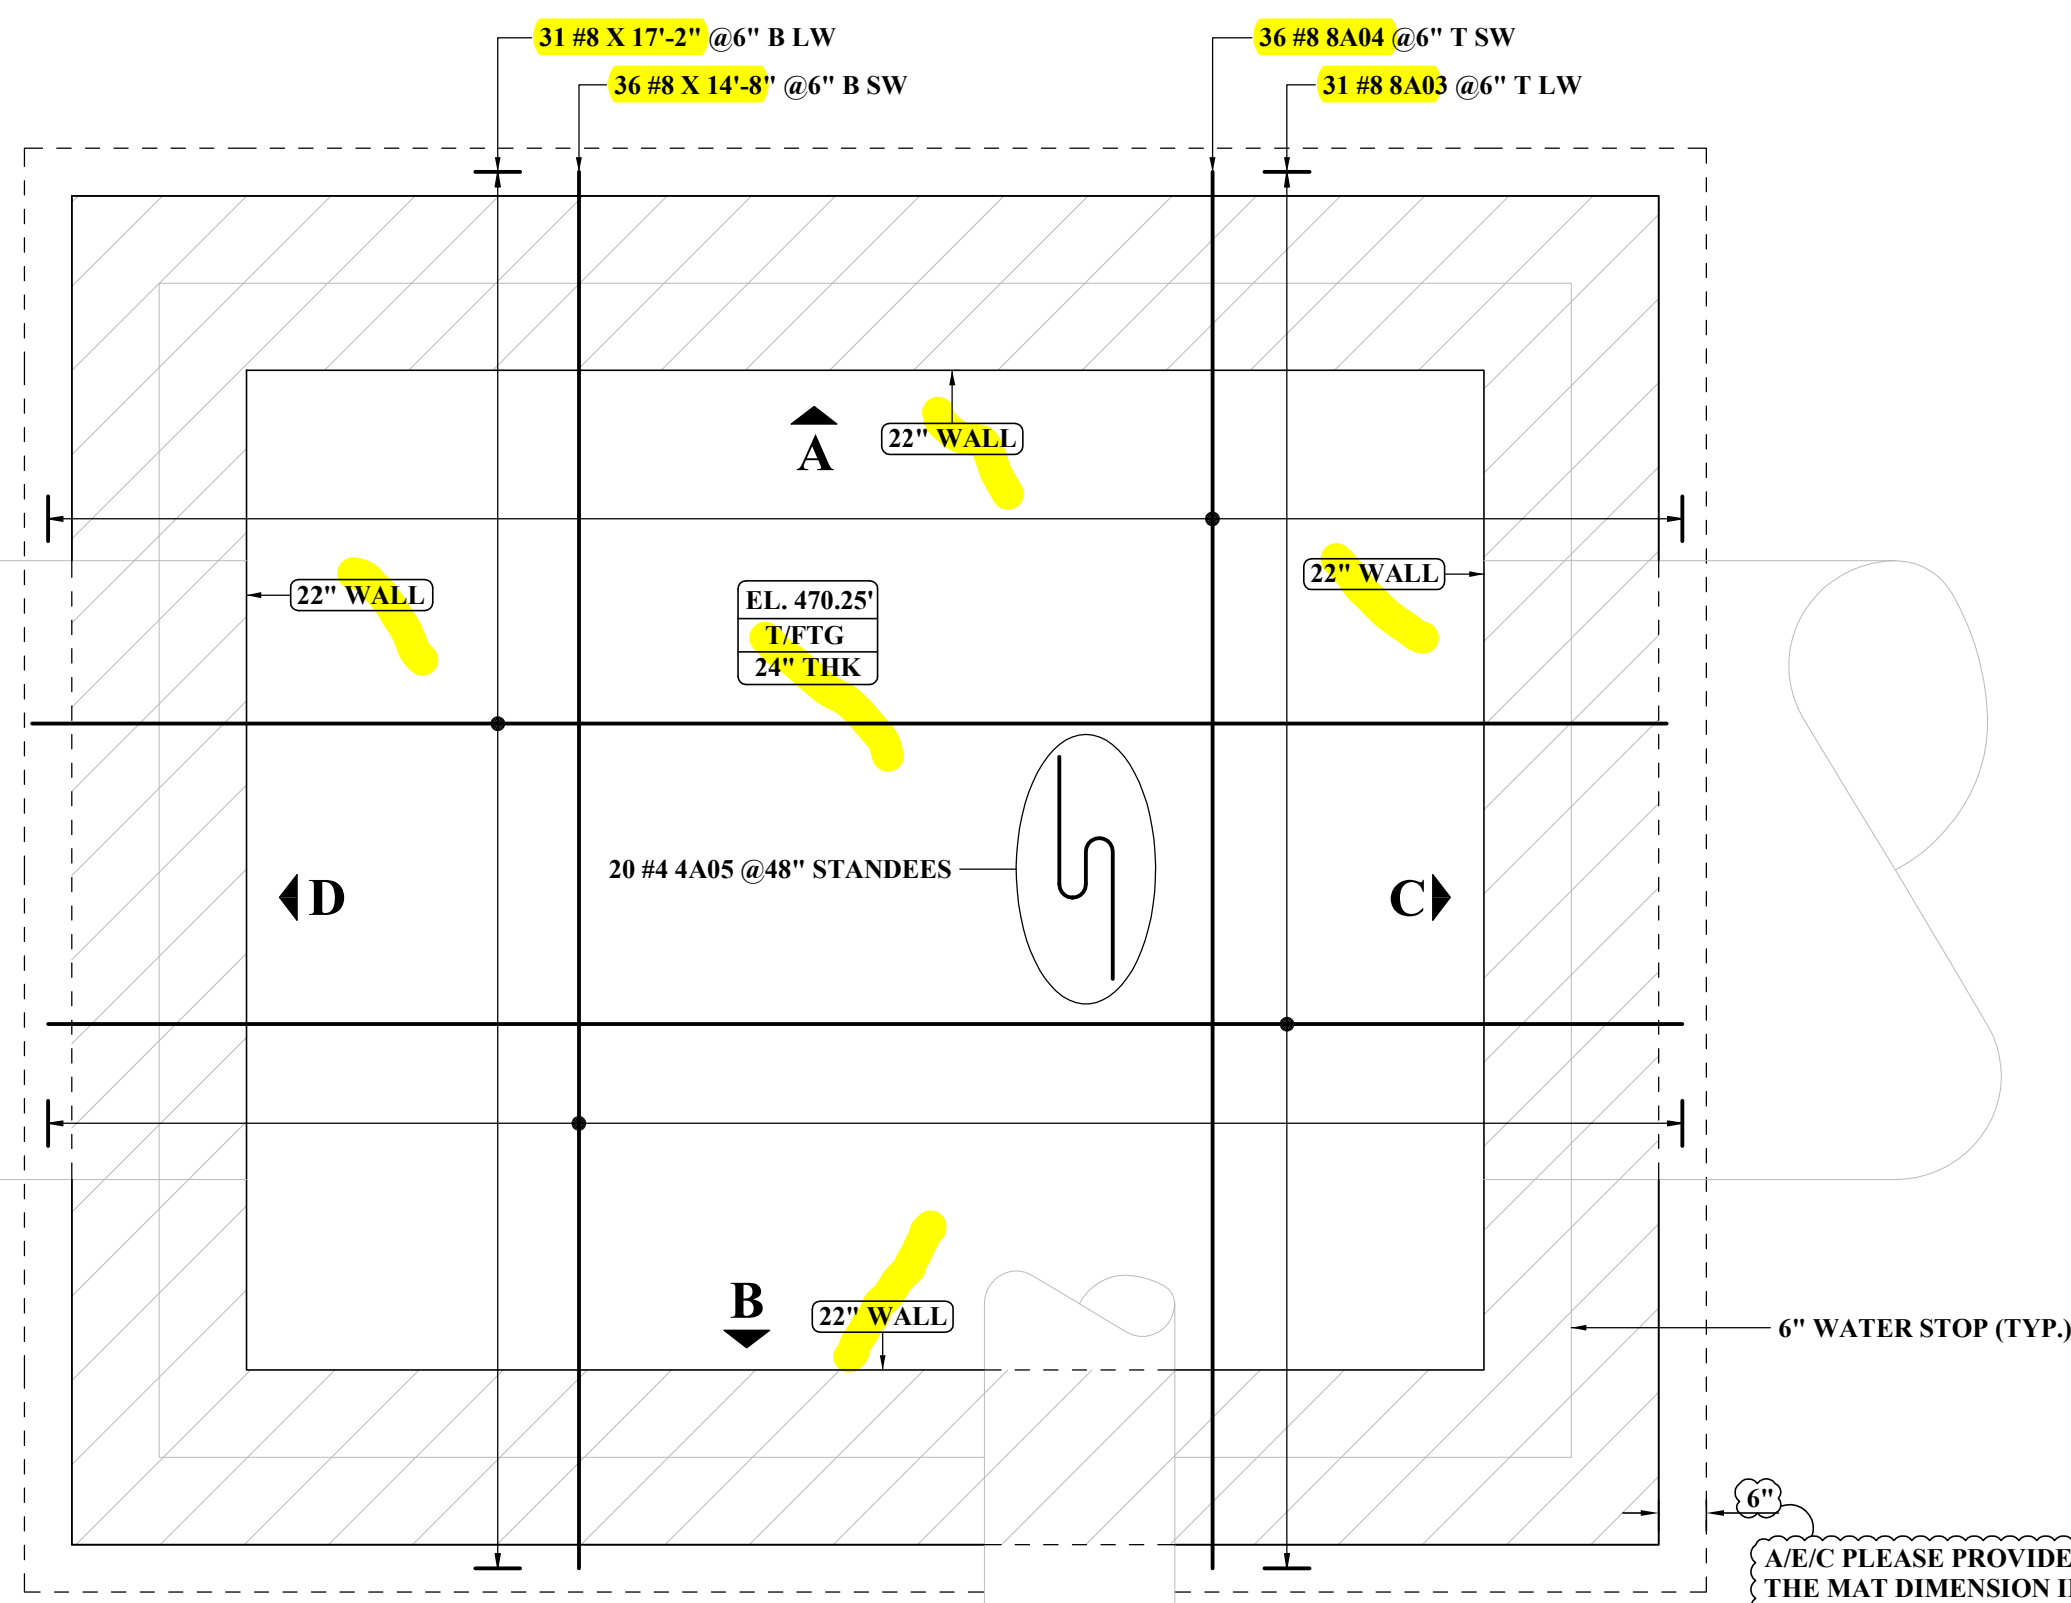 31 #8 X 17'-2" @6" B LW
36 #8 X 14'-8" @6" B SW
36 #8 8A04 @6" T SW
31 #8 8A03 @6" T LW
22" WALL
A
22" WALL
22" WALL
EL. 470.25'
T/FTG
24" THK
20 #4 4A05 @48" STANDEES
D
C
B
22" WALL
6" WATER STOP (TYP.)
6"
A/E/C PLEASE PROVIDE
THE MAT DIMENSION